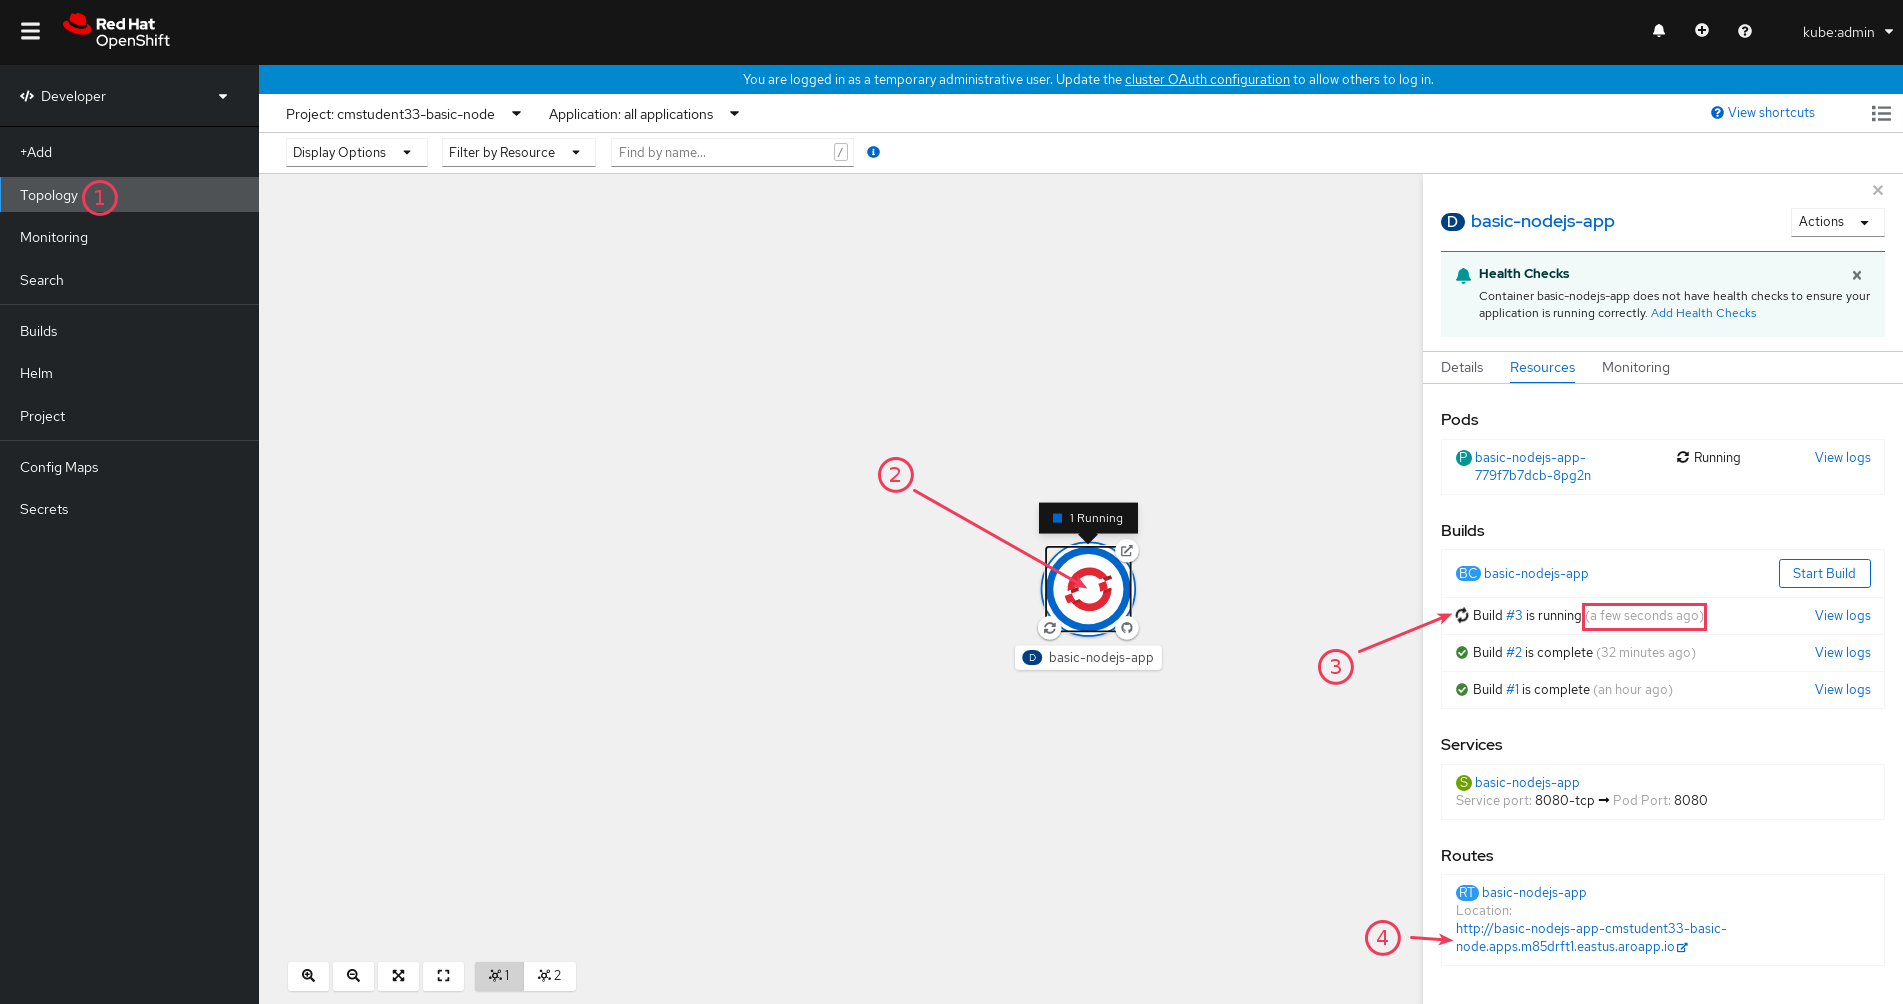 Red Hat
OpenShift
kube:admin
Developer
You are logged in as a temporary administrative user. Update the cluster OAuth configuration to allow others to log in.
Project: cmstudent33-basic-node
Application: all applications
View shortcuts
Display Options
Filter by Resource
Find by name...
/
+Add
Topology
1
Monitoring
Search
Builds
Helm
Project
Config Maps
Secrets
2
1 Running
D basic-nodejs-app
3
4
1
2
D basic-nodejs-app
Actions
Health Checks
Container basic-nodejs-app does not have health checks to ensure your
application is running correctly. Add Health Checks
Details
Resources
Monitoring
Pods
P basic-nodejs-app-
779f7b7dcb-8pg2n
Running
View logs
Builds
BC basic-nodejs-app
Start Build
Build #3 is running (a few seconds ago)
View logs
Build #2 is complete (32 minutes ago)
View logs
Build #1 is complete (an hour ago)
View logs
Services
S basic-nodejs-app
Service port: 8080-tcp → Pod Port: 8080
Routes
RT basic-nodejs-app
Location:
http://basic-nodejs-app-cmstudent33-basic-
node.apps.m85drft1.eastus.aroapp.io